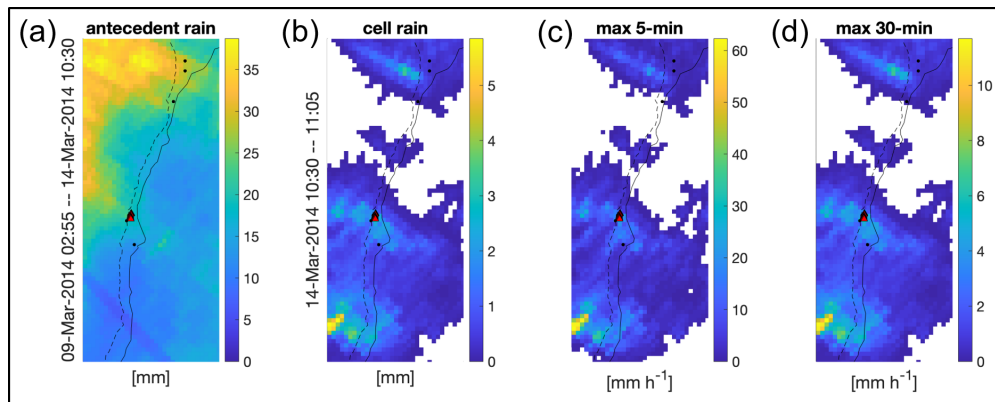 (a) antecedent rain
09-Mar-2014 02:55 -- 14-Mar-2014 10:30
35
30
25
20
15
10
5
0
[mm]
(b) cell rain
14-Mar-2014 10:30 -- 11:05
5
4
3
2
1
0
[mm]
(c) max 5-min
60
50
40
30
20
10
0
[mm h⁻¹]
(d) max 30-min
10
8
6
4
2
0
[mm h⁻¹]